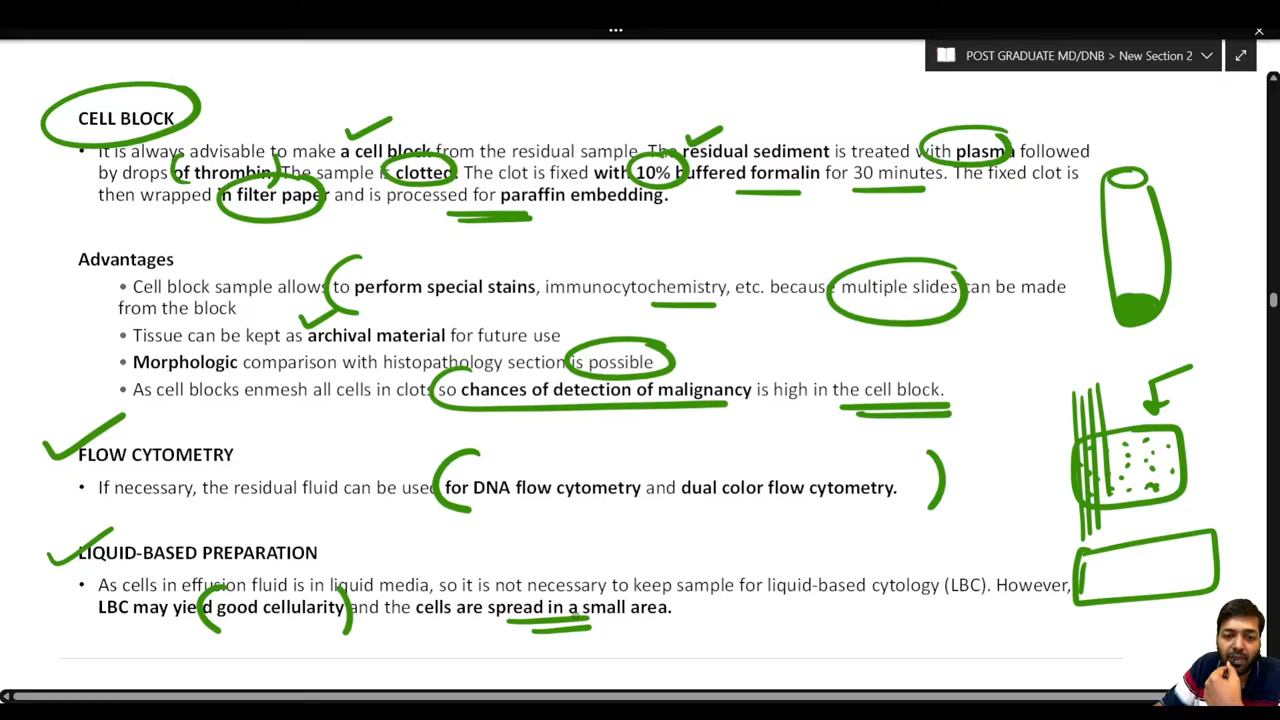 POST GRADUATE MD/DNB > New Section 2
CELL BLOCK
• It is always advisable to make a cell block from the residual sample. The residual sediment is treated with plasma followed
by drops of thrombin. The sample is clotted. The clot is fixed with 10% buffered formalin for 30 minutes. The fixed clot is
then wrapped in filter paper and is processed for paraffin embedding.
Advantages
• Cell block sample allows to perform special stains, immunocytochemistry, etc. because multiple slides can be made
from the block
• Tissue can be kept as archival material for future use
• Morphologic comparison with histopathology section is possible
• As cell blocks enmesh all cells in clots so chances of detection of malignancy is high in the cell block.
FLOW CYTOMETRY
• If necessary, the residual fluid can be used for DNA flow cytometry and dual color flow cytometry.
LIQUID-BASED PREPARATION
• As cells in effusion fluid is in liquid media, so it is not necessary to keep sample for liquid-based cytology (LBC). However,
LBC may yield good cellularity and the cells are spread in a small area.